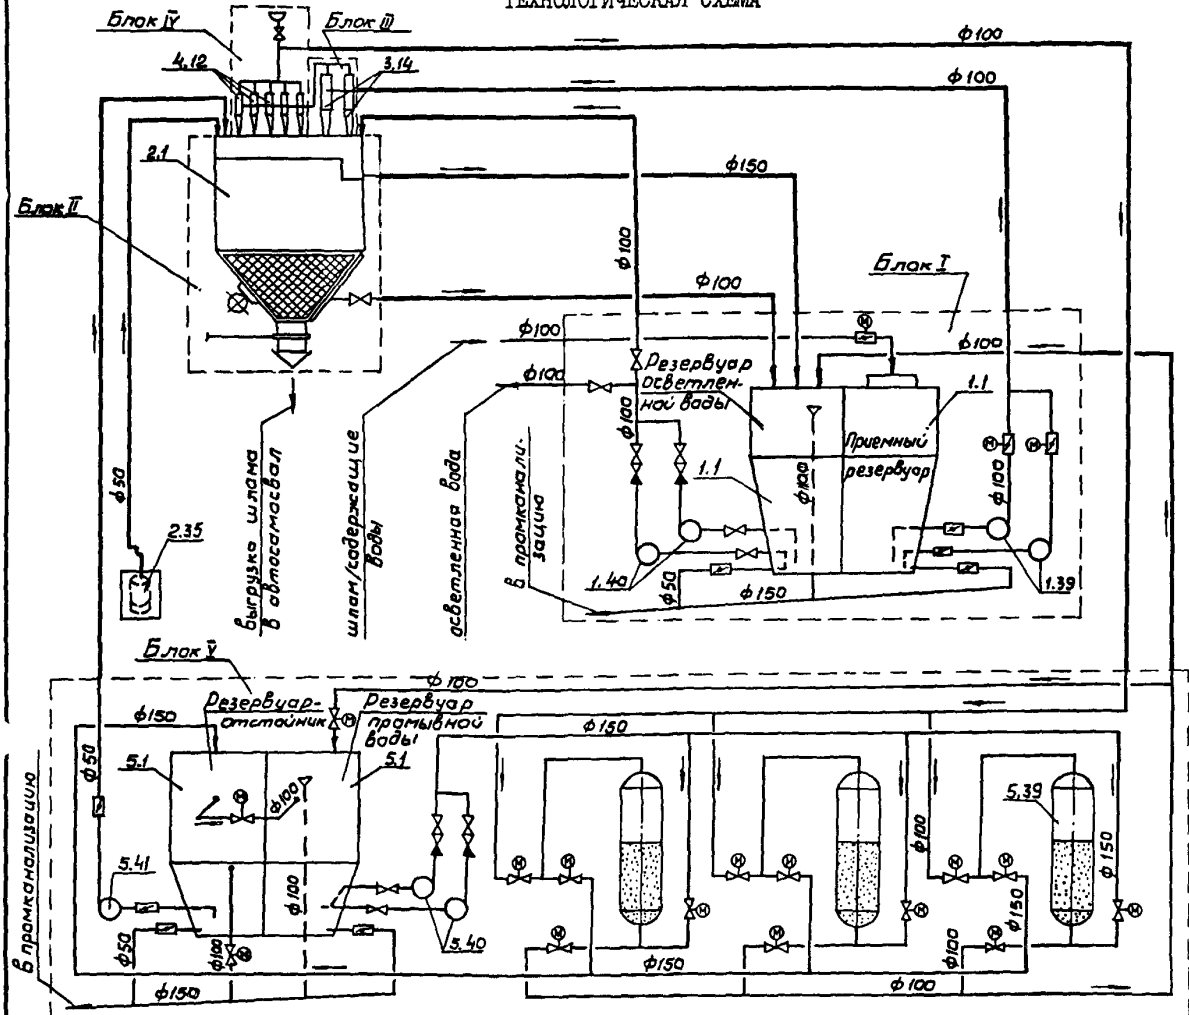 ТЕХНОЛОГИЧЕСКАЯ СХЕМА
Блок IV
Блок III
ф100
4.12
3.14
ф100
2.1
ф150
Блок II
ф100
ф100
Блок I
ф100
М
ф100
ф100
Резервуар
осветлен-
ной воды
1.1
ф100
Приемный
резервуар
М
М
ф100
ф100
1.1
ф50
2.35
выгрузка шлама
в автосамосвал
шлам/содержащие
воды
осветленная вода
в промканали-
зацию
1.40
ф50
ф150
1.39
Блок V
ф100
Резервуар-
отстойник
М
Резервуар
промывной
воды
ф150
ф150
ф50
5.1
5.1
М
ф100
5.39
ф100
ф150
в промканализацию
5.41
ф100
М
М
М
М
М
М
М
М
М
ф150
5.40
ф50
ф100
М
М
М
М
ф100
ф150
ф150
ф100